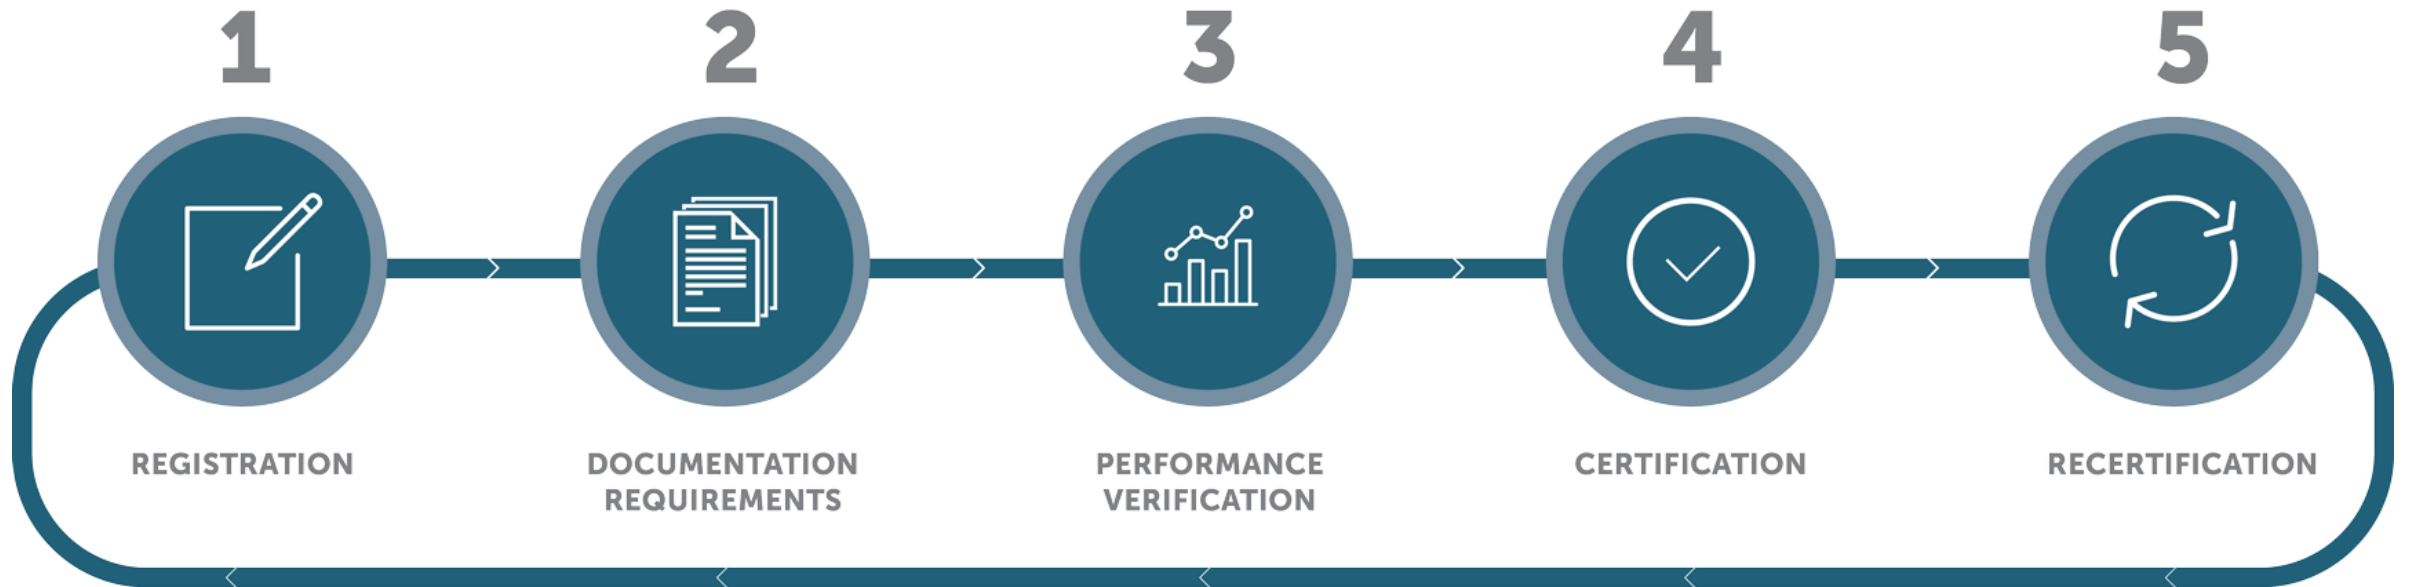 1
2
3
4
5
REGISTRATION
DOCUMENTATION
REQUIREMENTS
PERFORMANCE
VERIFICATION
CERTIFICATION
RECERTIFICATION